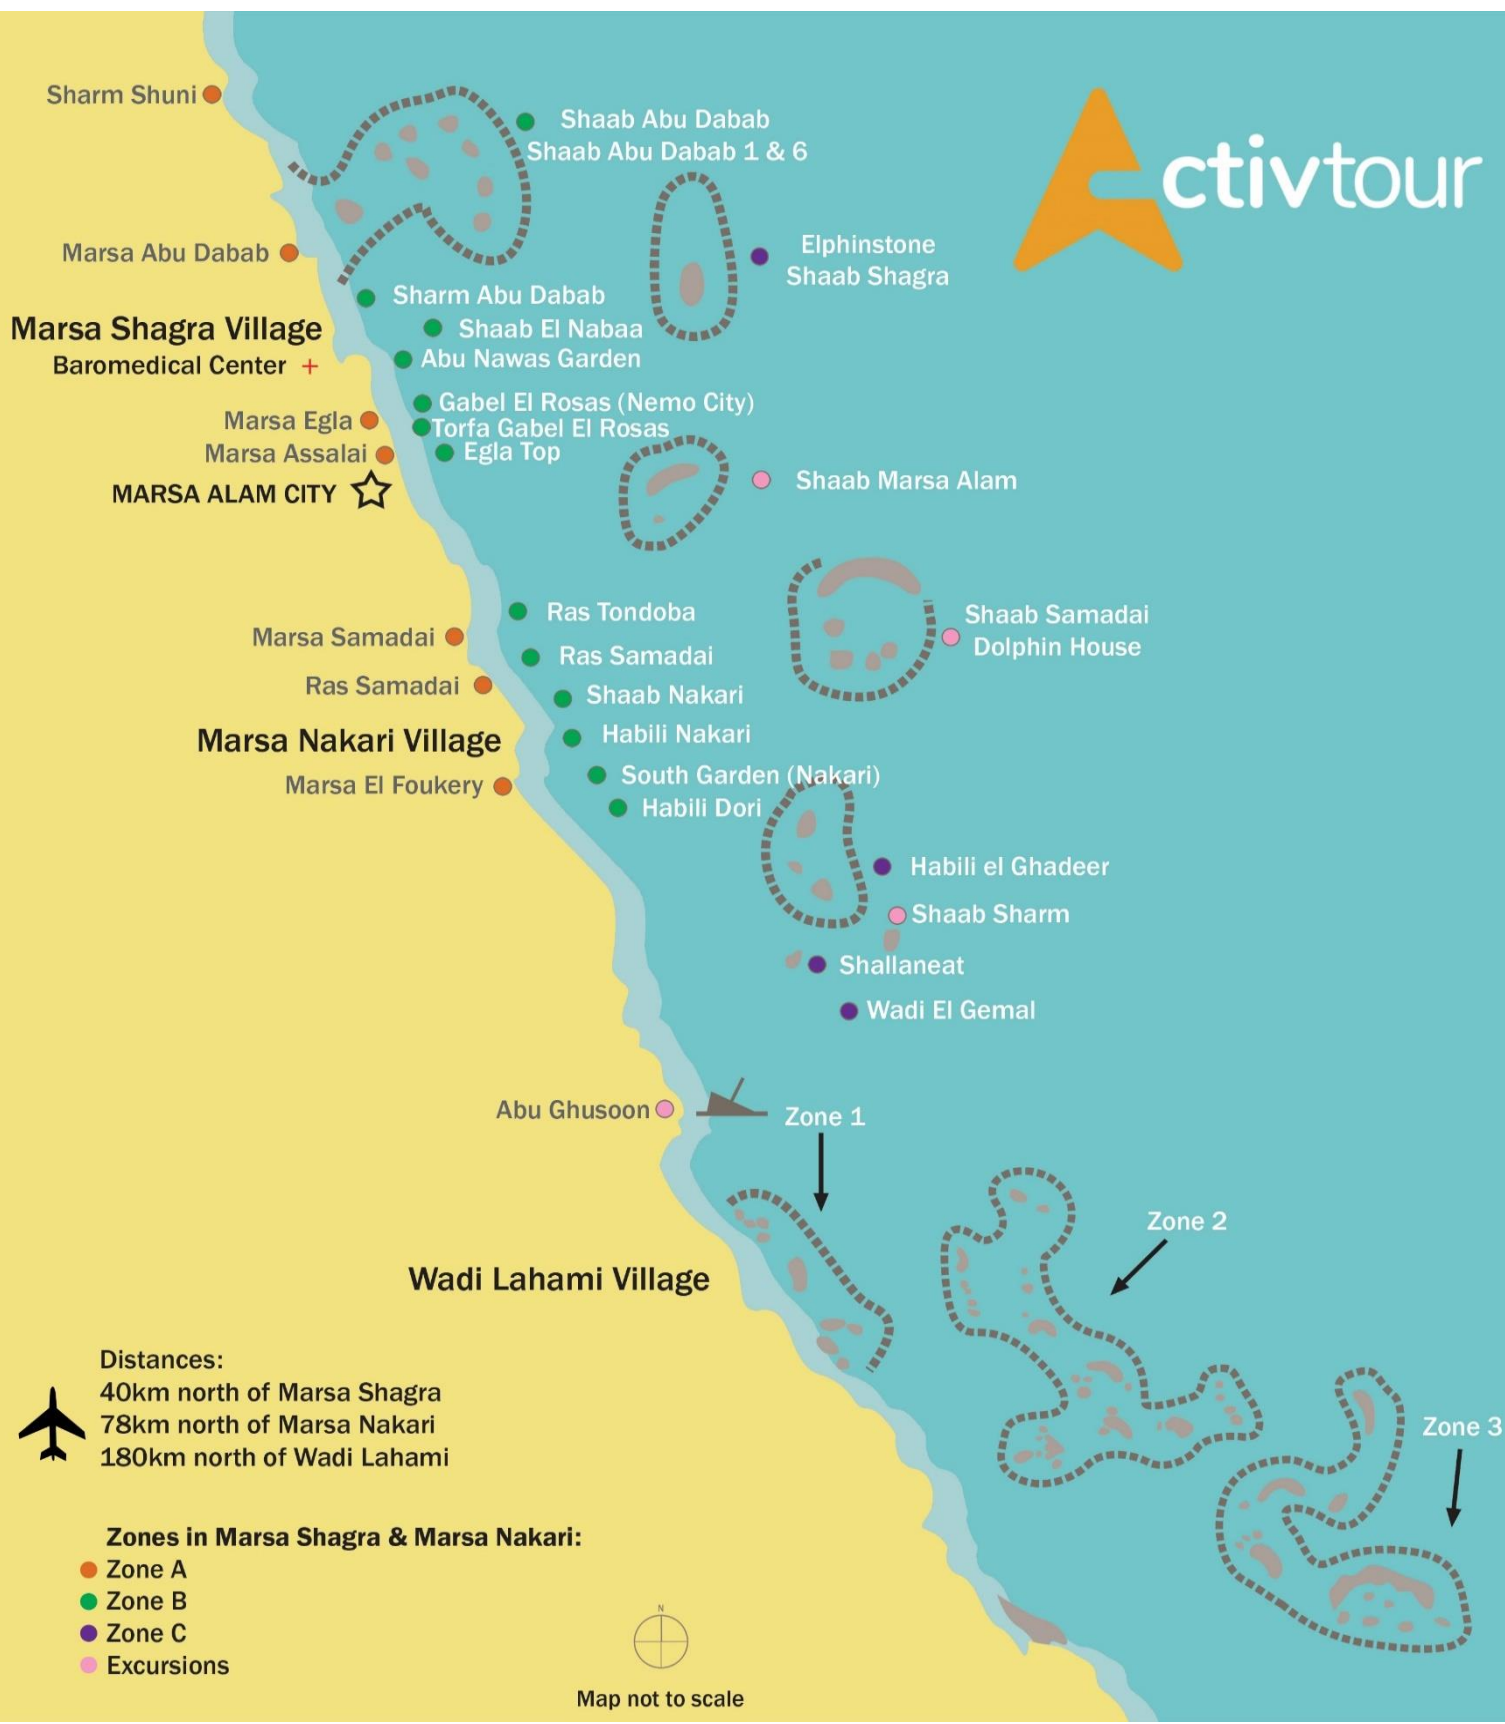 Sharm Shuni
Shaab Abu Dabab
Shaab Abu Dabab 1 & 6
Activtour
Marsa Abu Dabab
Elphinstone
Shaab Shagra
Sharm Abu Dabab
Marsa Shagra Village
Shaab El Nabaa
Baromedical Center +
Abu Nawas Garden
Gabel El Rosas (Nemo City)
Marsa Egla
Torfa Gabel El Rosas
Marsa Assalai
Egla Top
Shaab Marsa Alam
MARSA ALAM CITY
Ras Tondoba
Shaab Samadai
Dolphin House
Marsa Samadai
Ras Samadai
Ras Samadai
Shaab Nakari
Marsa Nakari Village
Habili Nakari
South Garden (Nakari)
Marsa El Foukery
Habili Dori
Habili el Ghadeer
Shaab Sharm
Shallaneat
Wadi El Gemal
Abu Ghusoon
Zone 1
Zone 2
Wadi Lahami Village
Zone 3
Distances:
40km north of Marsa Shagra
78km north of Marsa Nakari
180km north of Wadi Lahami
Zones in Marsa Shagra & Marsa Nakari:
Zone A
Zone B
Zone C
Excursions
N
Map not to scale